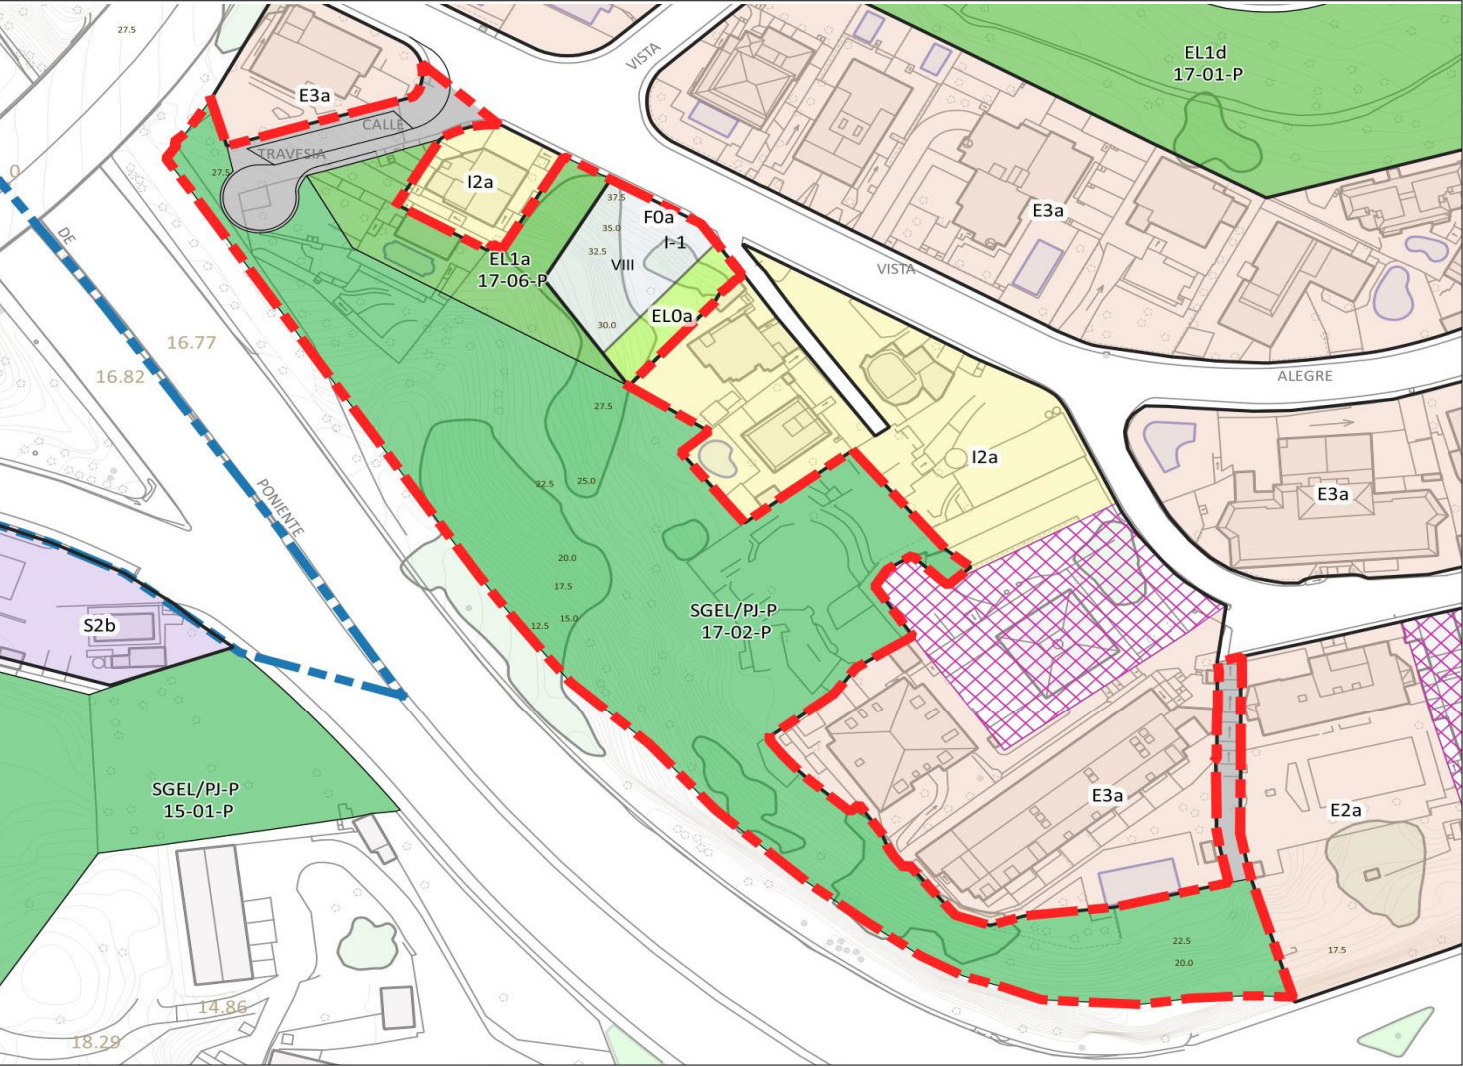 27.5
VISTA
EL1d
17-01-P
E3a
CALLE
TRAVESIA
27.5
0
I2a
37.5
F0a
I-1
35.0
32.5
VIII
E3a
DE
EL1a
17-06-P
VISTA
EL0a
30.0
16.77
16.82
ALEGRE
27.5
I2a
22.5
25.0
E3a
PONIENTE
20.0
17.5
15.0
12.5
SGEL/PJ-P
17-02-P
S2b
SGEL/PJ-P
15-01-P
E3a
E2a
22.5
20.0
17.5
14.86
18.29